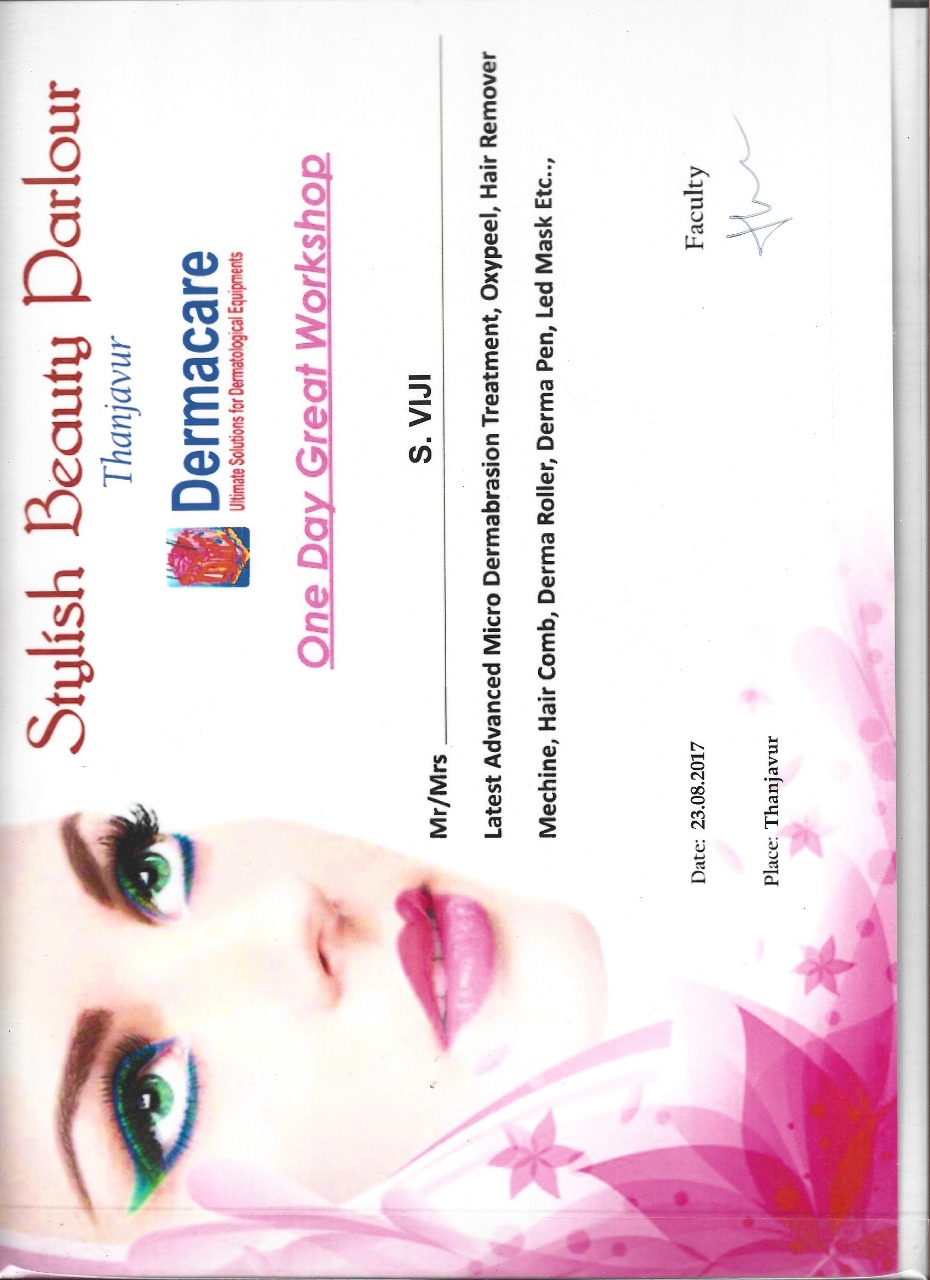 Stylish Beauty Parlour
Thanjavur
Dermacare
Ultimate Solutions for Dermatological Equipments
One Day Great Workshop
Mr/Mrs S. VIJI
Latest Advanced Micro Dermabrasion Treatment, Oxypeel, Hair Remover
Mechine, Hair Comb, Derma Roller, Derma Pen, Led Mask Etc..,
Date: 23.08.2017
Faculty
Place: Thanjavur